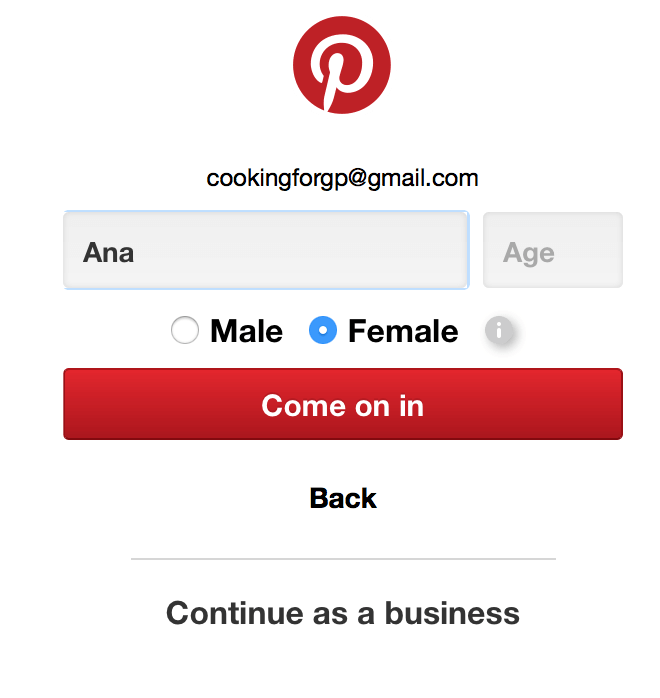 cookingforgp@gmail.com
Ana Age
Male Female
Come on in
Back
Continue as a business